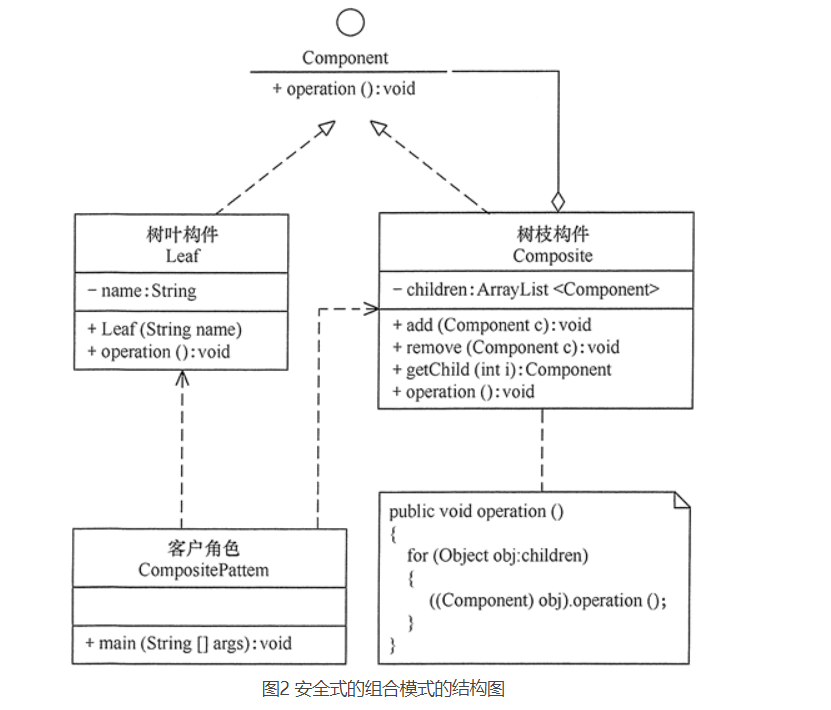 Component
+ operation ():void
树叶构件
Leaf
- name:String
+ Leaf (String name)
+ operation ():void
树枝构件
Composite
- children:ArrayList <Component>
+ add (Component c):void
+ remove (Component c):void
+ getChild (int i):Component
+ operation ():void
客户角色
CompositePattem
+ main (String [] args):void
public void operation ()
{
for (Object obj:children)
{
((Component) obj).operation ();
}
}
图2 安全式的组合模式的结构图